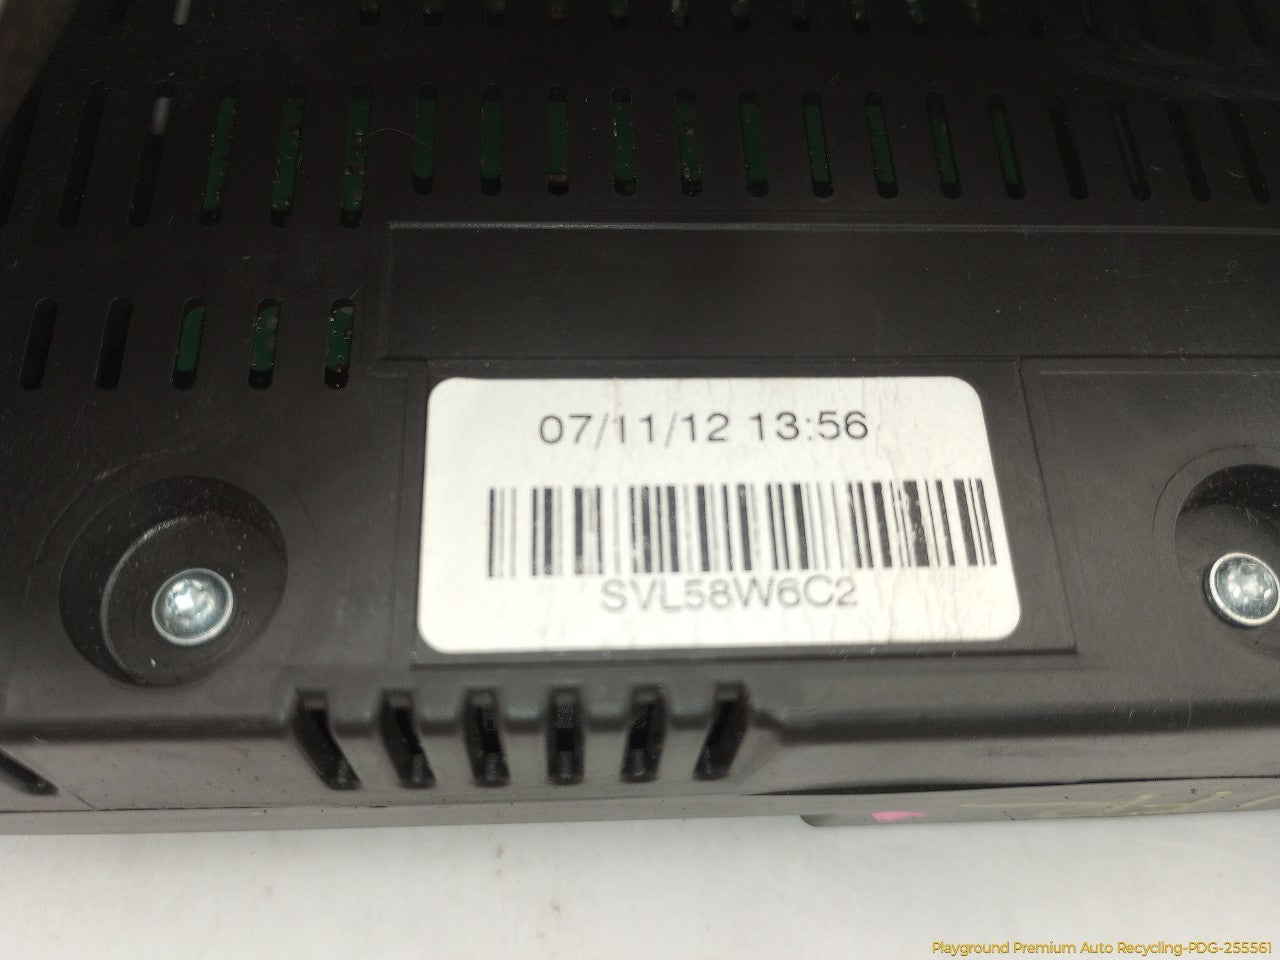 07/11/12 13:56
SVL58W6C2
Playground Premium Auto Recycling-PDG-255561